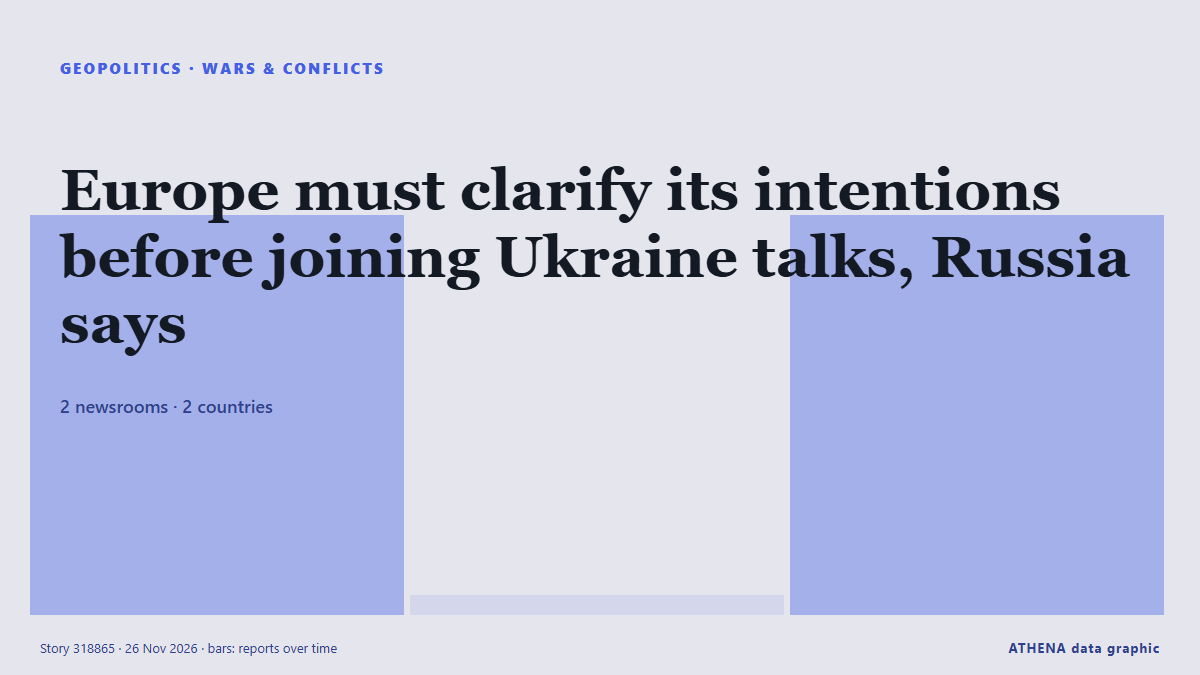 GEOPOLITICS · WARS & CONFLICTS
Europe must clarify its intentions
before joining Ukraine talks, Russia
says
2 newsrooms · 2 countries
Story 318865 · 26 Nov 2026 · bars: reports over time
ATHENA data graphic